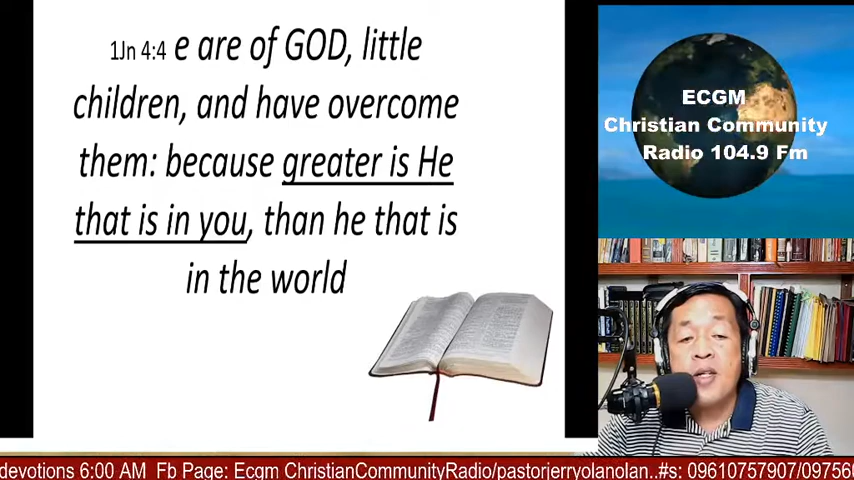 1Jn 4:4 e are of GOD, little
children, and have overcome
them: because greater is He
that is in you, than he that is
in the world
ECGM
Christian Community
Radio 104.9 Fm
devotions 6:00 AM Fb Page: Ecgm ChristianCommunityRadio/pastorjerryolanolan..#s: 09610757907/097560